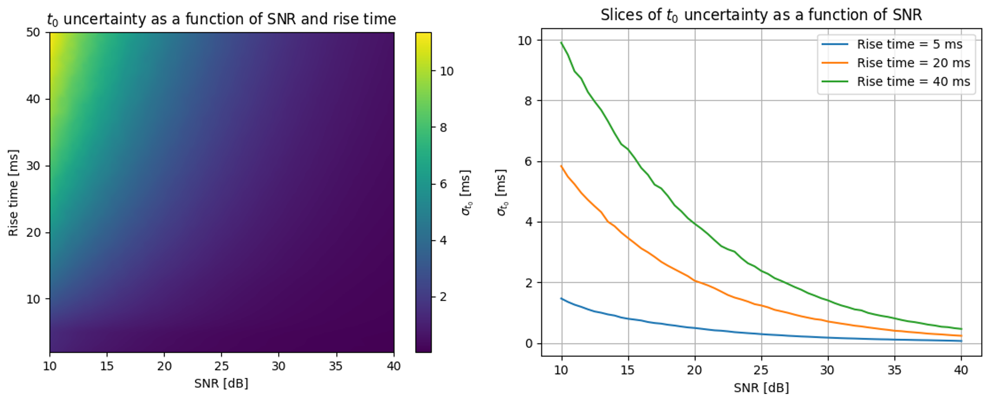 t₀ uncertainty as a function of SNR and rise time
50
40
30
20
10
Rise time [ms]
10 15 20 25 30 35 40
SNR [dB]
10
8
6
4
2
σ_t₀ [ms]
Slices of t₀ uncertainty as a function of SNR
Rise time = 5 ms
Rise time = 20 ms
Rise time = 40 ms
10
8
6
4
2
0
σ_t₀ [ms]
10 15 20 25 30 35 40
SNR [dB]